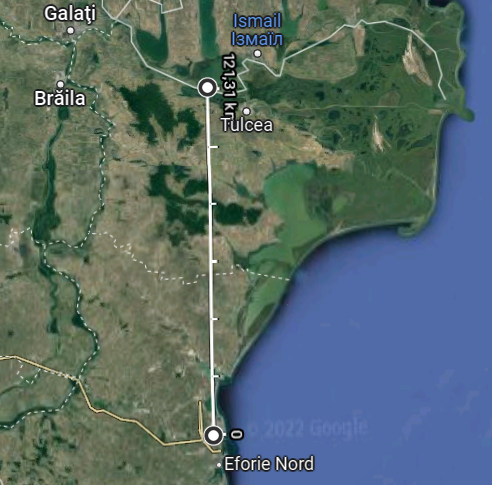 Galați
Ismail
Ізмаїл
121,31 km
Brăila
Tulcea
0
© 2022 Google
Eforie Nord